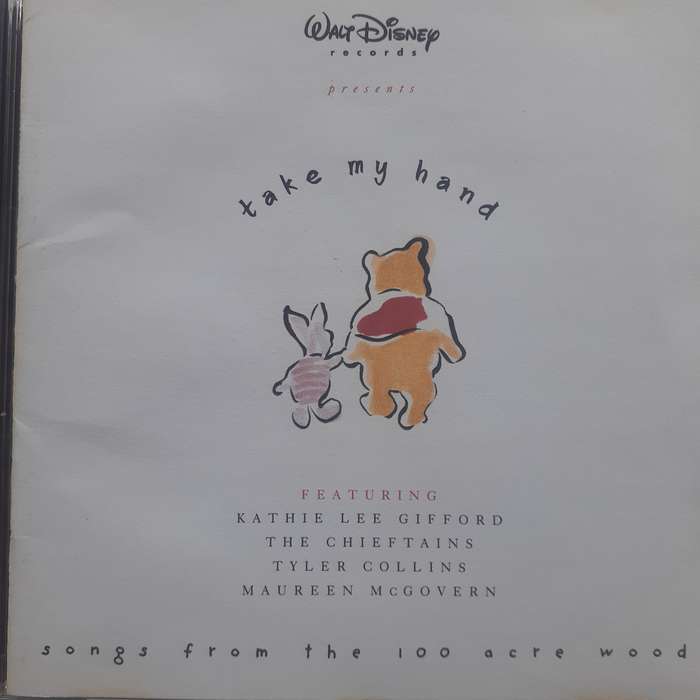 Walt Disney
records
presents
take my hand
FEATURING
KATHIE LEE GIFFORD
THE CHIEFTAINS
TYLER COLLINS
MAUREEN McGOVERN
songs from the 100 acre wood